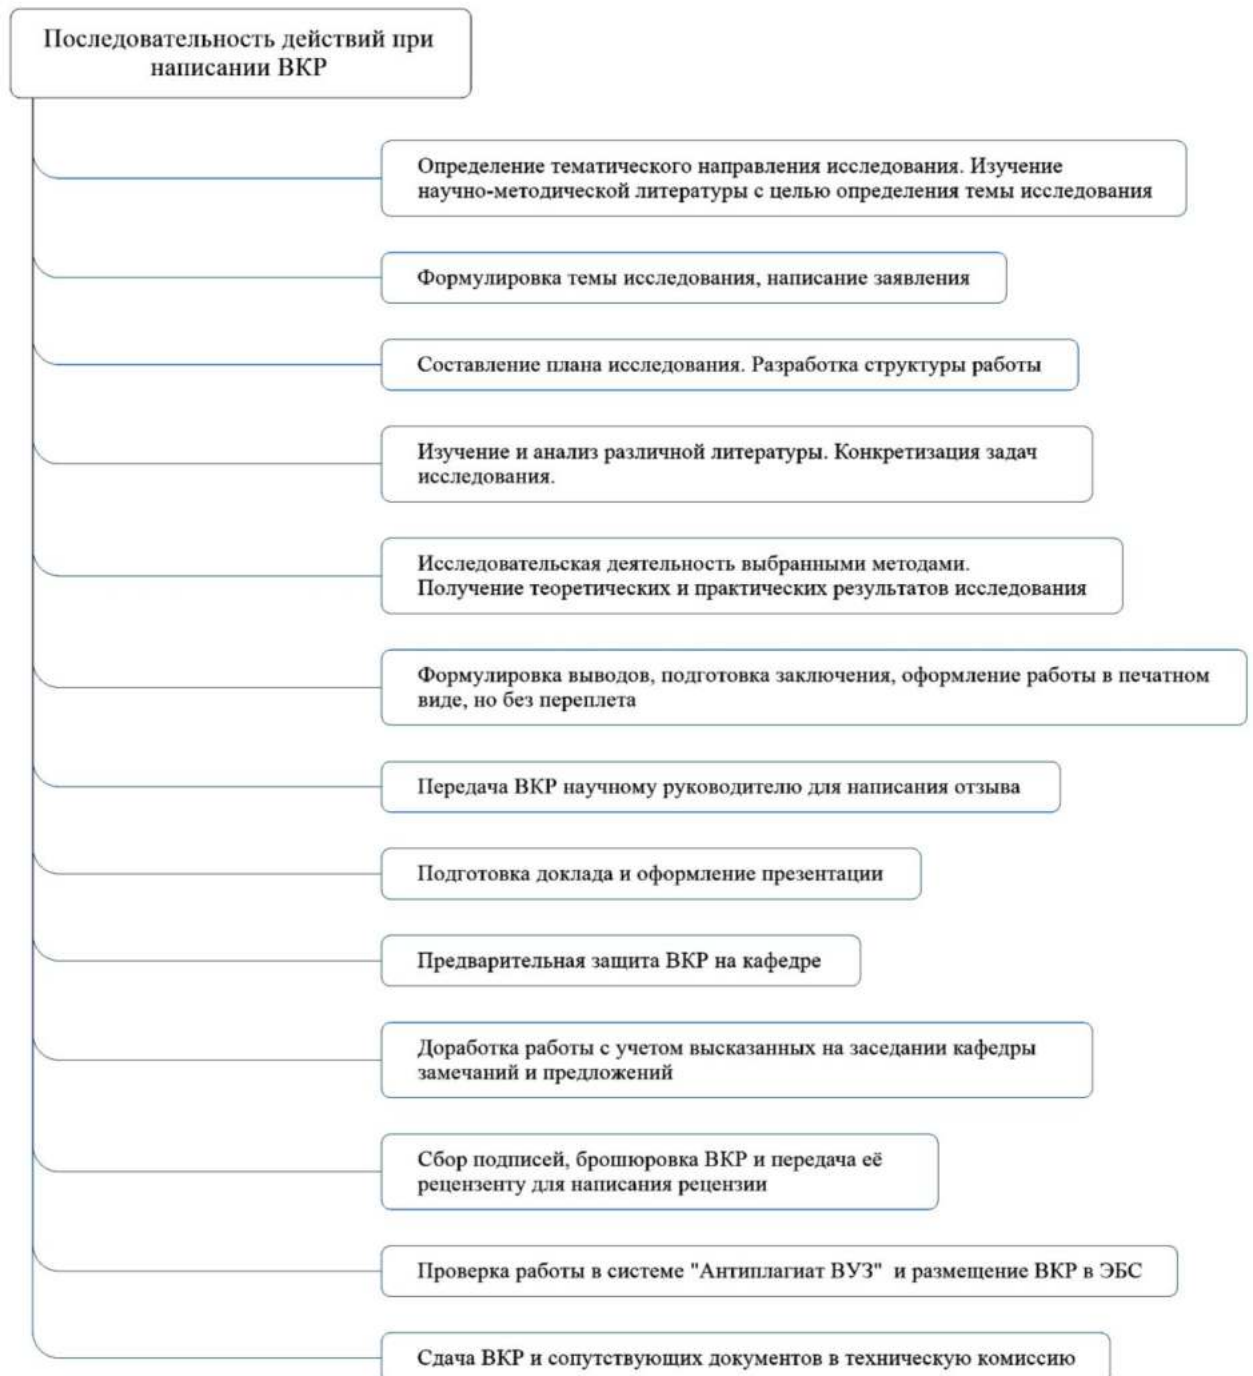 Последовательность действий при
написании ВКР
Определение тематического направления исследования. Изучение
научно-методической литературы с целью определения темы исследования
Формулировка темы исследования, написание заявления
Составление плана исследования. Разработка структуры работы
Изучение и анализ различной литературы. Конкретизация задач
исследования.
Исследовательская деятельность выбранными методами.
Получение теоретических и практических результатов исследования
Формулировка выводов, подготовка заключения, оформление работы в печатном
виде, но без переплета
Передача ВКР научному руководителю для написания отзыва
Подготовка доклада и оформление презентации
Предварительная защита ВКР на кафедре
Доработка работы с учетом высказанных на заседании кафедры
замечаний и предложений
Сбор подписей, брошюровка ВКР и передача её
рецензенту для написания рецензии
Проверка работы в системе "Антиплагиат ВУЗ" и размещение ВКР в ЭБС
Сдача ВКР и сопутствующих документов в техническую комиссию